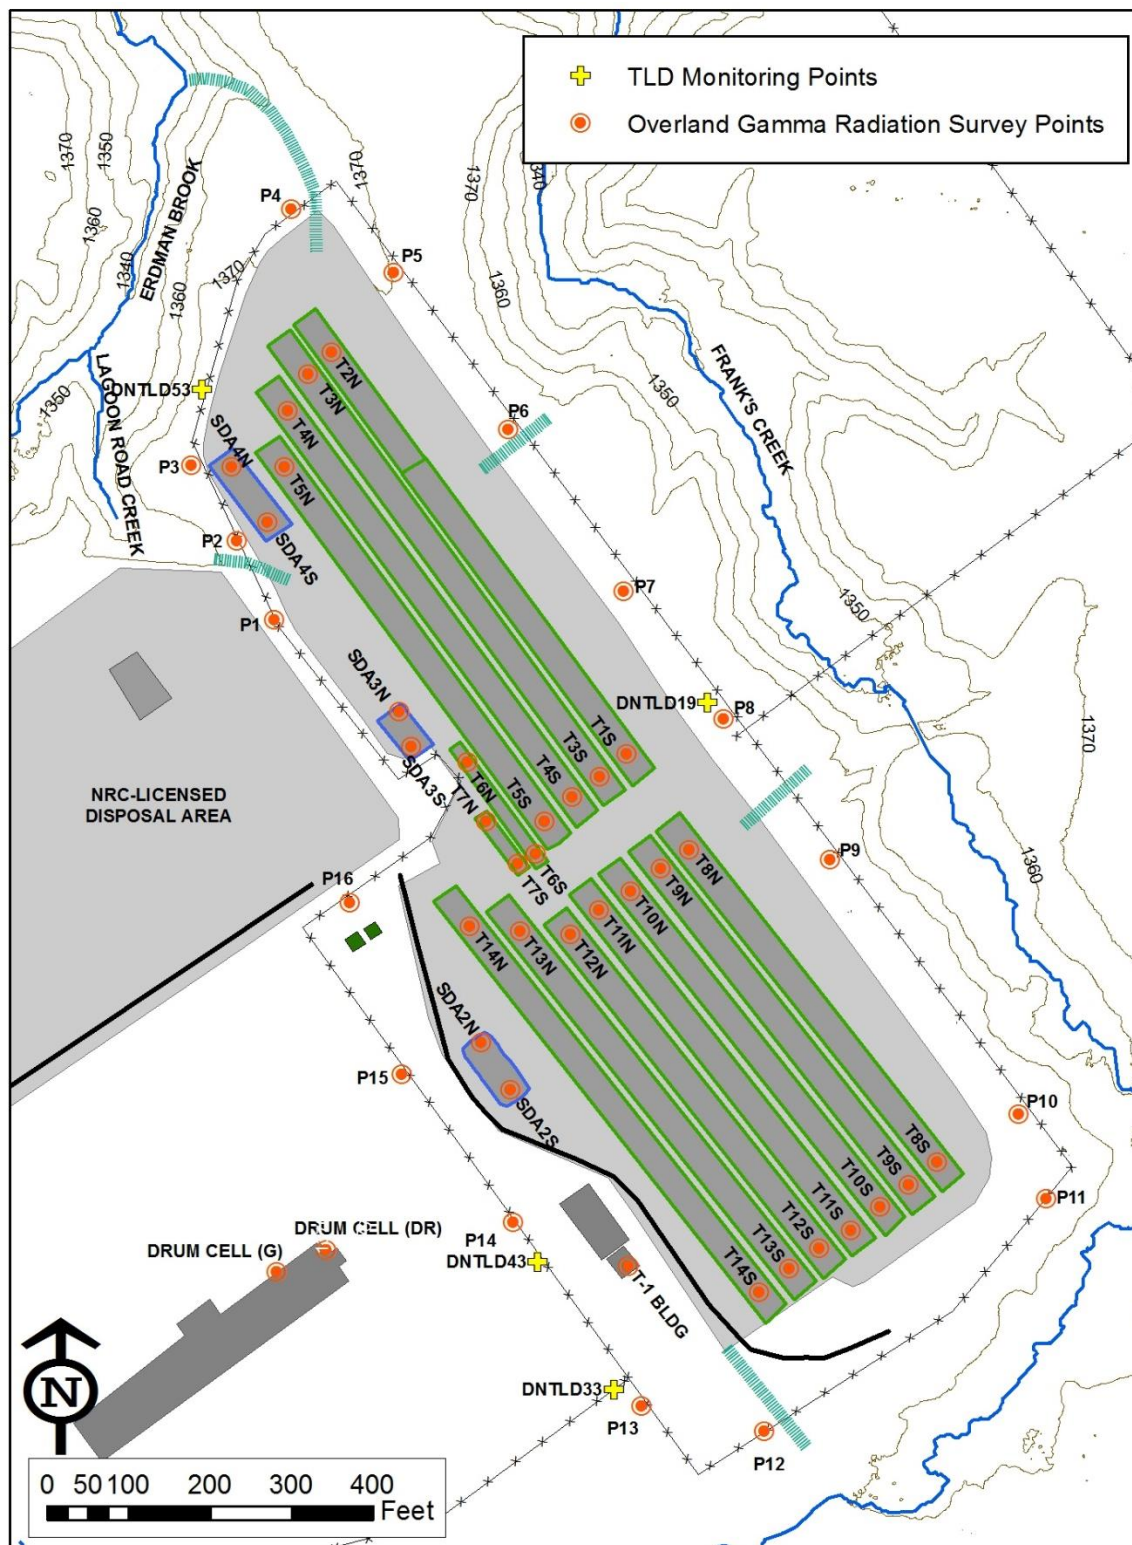 TLD Monitoring Points
Overland Gamma Radiation Survey Points
1370
1350
1360
1340
ERDMAN BROOK
1360
1370
P4
1370
P5
1370
1340
1360
LAGOON ROAD CREEK
1350
DNTLD53
SDA4N
P3
P2
SDA4S
P1
T2N
T3N
T4N
T5N
P6
1350
FRANK'S CREEK
P7
1350
DNTLD19
P8
1370
NRC-LICENSED
DISPOSAL AREA
SDA3N
SDA3S
T6N
T7N
T5S
T4S
T3S
T1S
T6S
T7S
P9
1360
P16
T14N
T13N
T12N
T11N
T10N
T9N
T8N
SDA2N
SDA2S
P15
P10
P11
T8S
T9S
T10S
T11S
T12S
T13S
T14S
P14
DNTLD43
DRUM CELL (DR)
DRUM CELL (G)
T-1 BLDG
DNTLD33
P13
P12
N
0 50 100 200 300 400
Feet